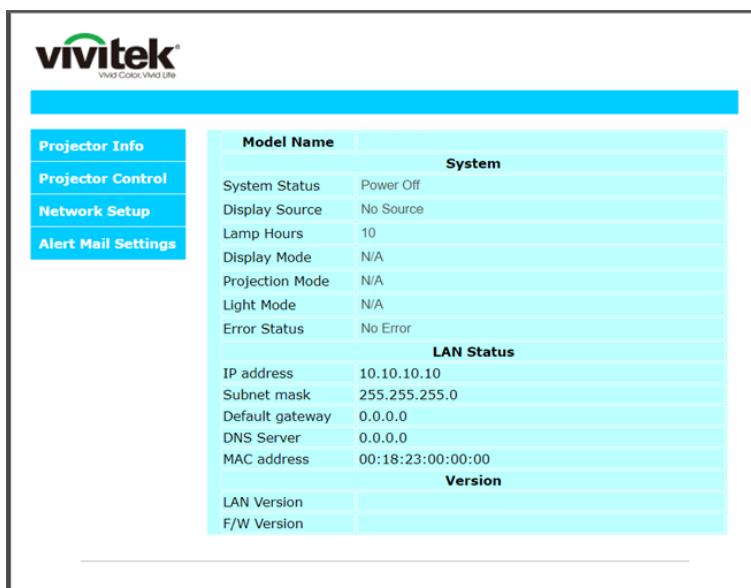 vivitek®
Vivid Color, Vivid Life
Projector Info
Projector Control
Network Setup
Alert Mail Settings
Model Name
System
System Status Power Off
Display Source No Source
Lamp Hours 10
Display Mode N/A
Projection Mode N/A
Light Mode N/A
Error Status No Error
LAN Status
IP address 10.10.10.10
Subnet mask 255.255.255.0
Default gateway 0.0.0.0
DNS Server 0.0.0.0
MAC address 00:18:23:00:00:00
Version
LAN Version
F/W Version